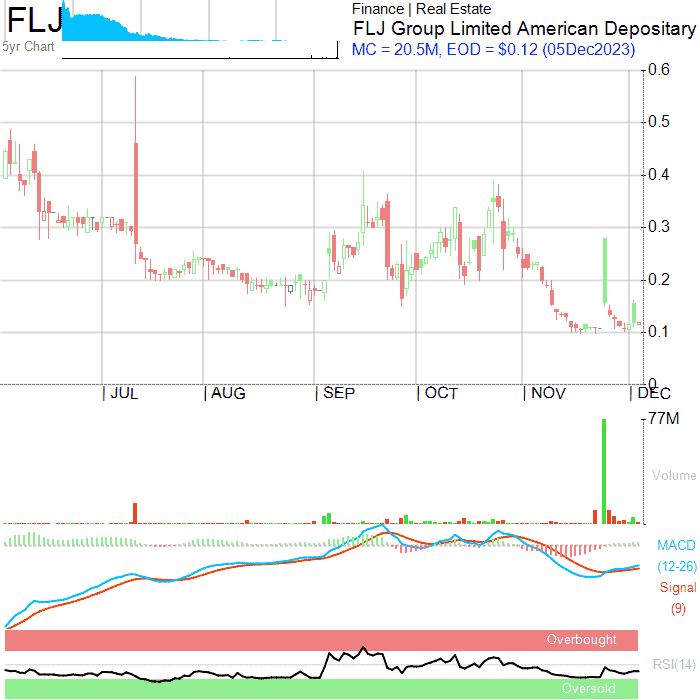 FLJ
5yr Chart
Finance | Real Estate
FLJ Group Limited American Depositary
MC = 20.5M, EOD = $0.12 (05Dec2023)
0.6
0.5
0.4
0.3
0.2
0.1
0
| JUL | AUG | SEP | OCT | NOV | DEC
77M
Volume
MACD
(12-26)
Signal
(9)
Overbought
RSI(14)
Oversold